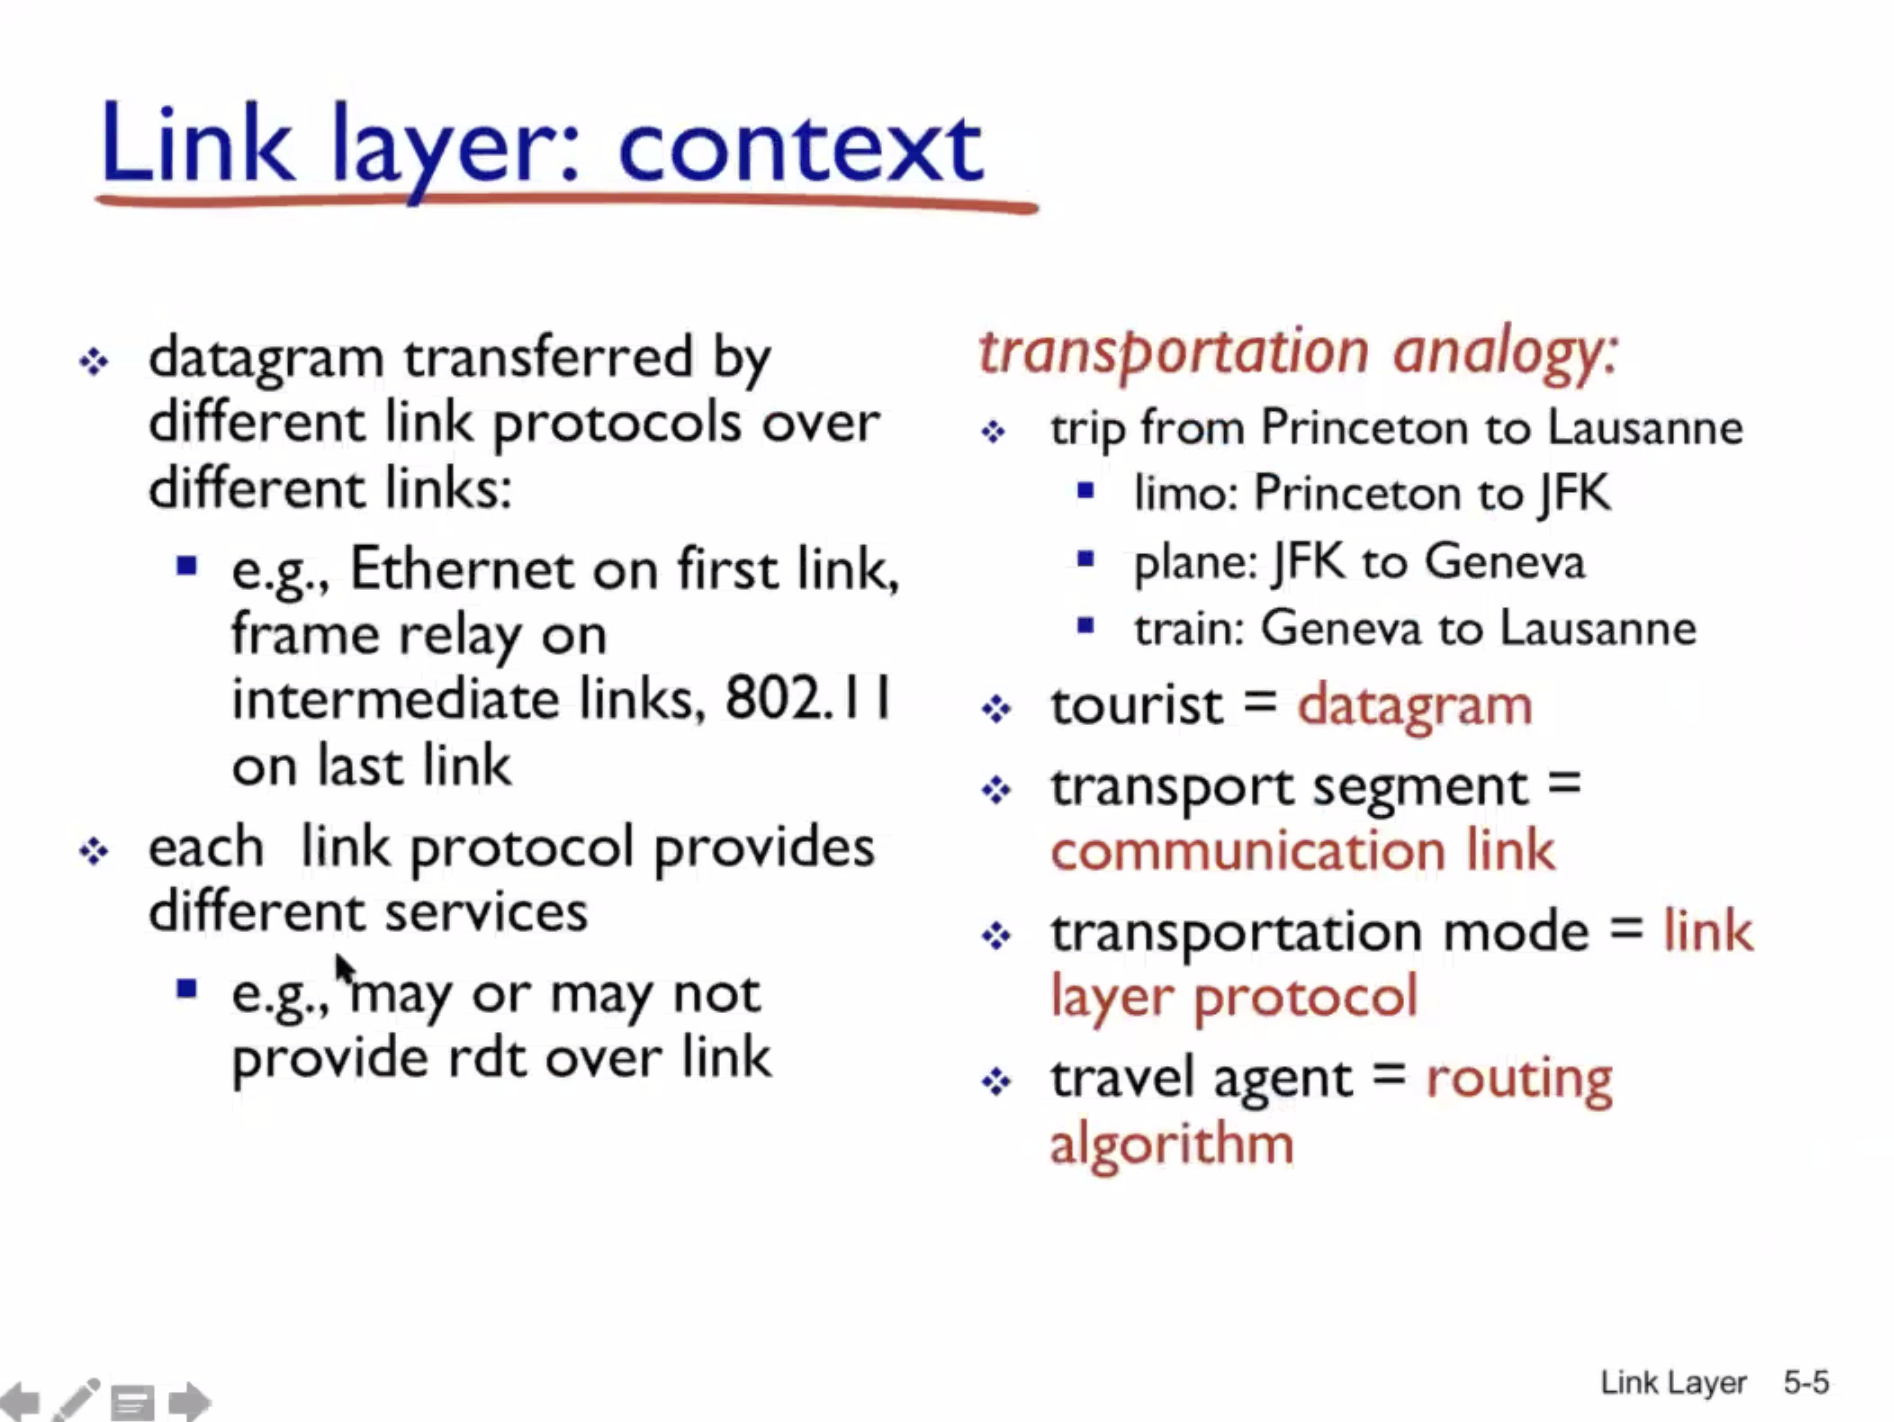 Link layer: context
datagram transferred by
different link protocols over
different links:
e.g., Ethernet on first link,
frame relay on
intermediate links, 802.11
on last link
each link protocol provides
different services
e.g., may or may not
provide rdt over link
transportation analogy:
trip from Princeton to Lausanne
limo: Princeton to JFK
plane: JFK to Geneva
train: Geneva to Lausanne
tourist = datagram
transport segment =
communication link
transportation mode = link
layer protocol
travel agent = routing
algorithm
Link Layer 5-5